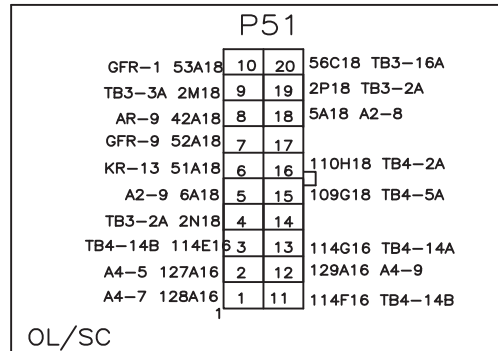 P51
GFR-1 53A18 10 20 56C18 TB3-16A
TB3-3A 2M18 9 19 2P18 TB3-2A
AR-9 42A18 8 18 5A18 A2-8
GFR-9 52A18 7 17
KR-13 51A18 6 16 110H18 TB4-2A
A2-9 6A18 5 15 109G18 TB4-5A
TB3-2A 2N18 4 14
TB4-14B 114E16 3 13 114G16 TB4-14A
A4-5 127A16 2 12 129A16 A4-9
A4-7 128A16 1 11 114F16 TB4-14B
1
OL/SC